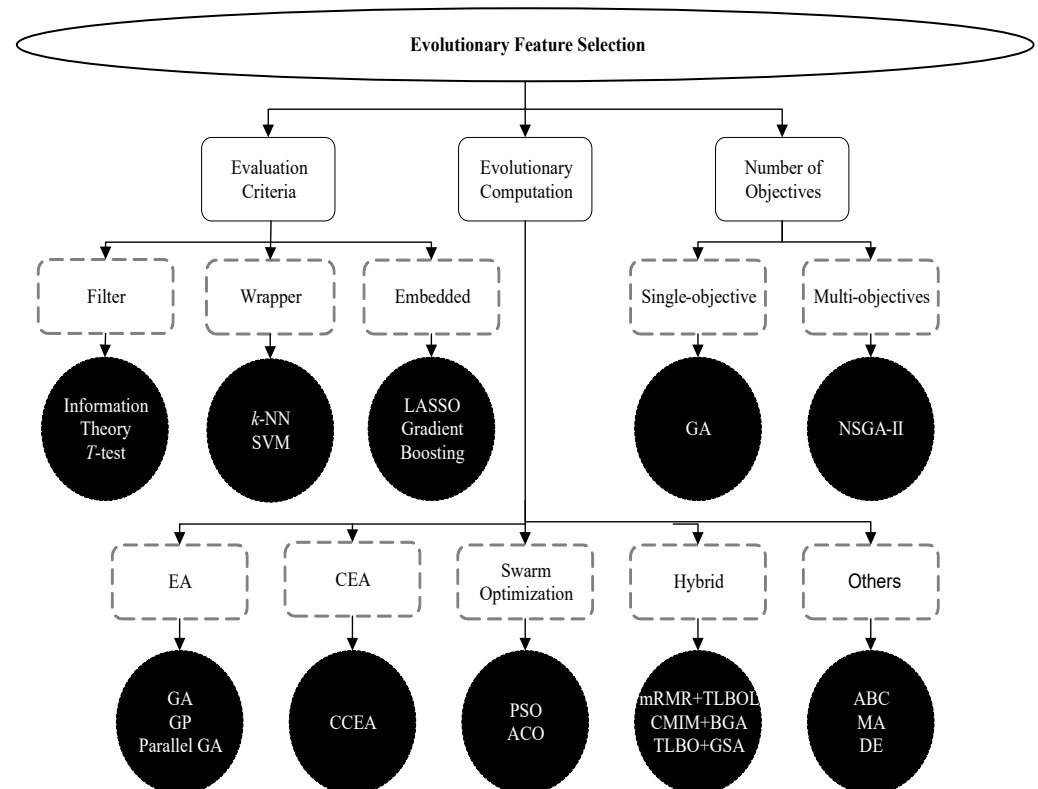 Evolutionary Feature Selection
Evaluation
Criteria
Evolutionary
Computation
Number of
Objectives
Filter
Wrapper
Embedded
Single-objective
Multi-objectives
Information
Theory
T-test
k-NN
SVM
LASSO
Gradient
Boosting
GA
NSGA-II
EA
CEA
Swarm
Optimization
Hybrid
Others
GA
GP
Parallel GA
CCEA
PSO
ACO
mRMR+TLBOL
CMIM+BGA
TLBO+GSA
ABC
MA
DE